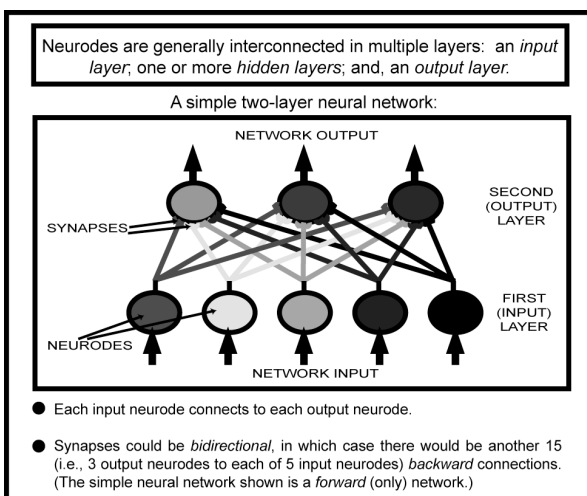 Neurodes are generally interconnected in multiple layers: an input
layer; one or more hidden layers; and, an output layer.
A simple two-layer neural network:
NETWORK OUTPUT
SECOND
(OUTPUT)
LAYER
SYNAPSES
FIRST
(INPUT)
LAYER
NEURODES
NETWORK INPUT
● Each input neurode connects to each output neurode.
● Synapses could be bidirectional, in which case there would be another 15
(i.e., 3 output neurodes to each of 5 input neurodes) backward connections.
(The simple neural network shown is a forward (only) network.)